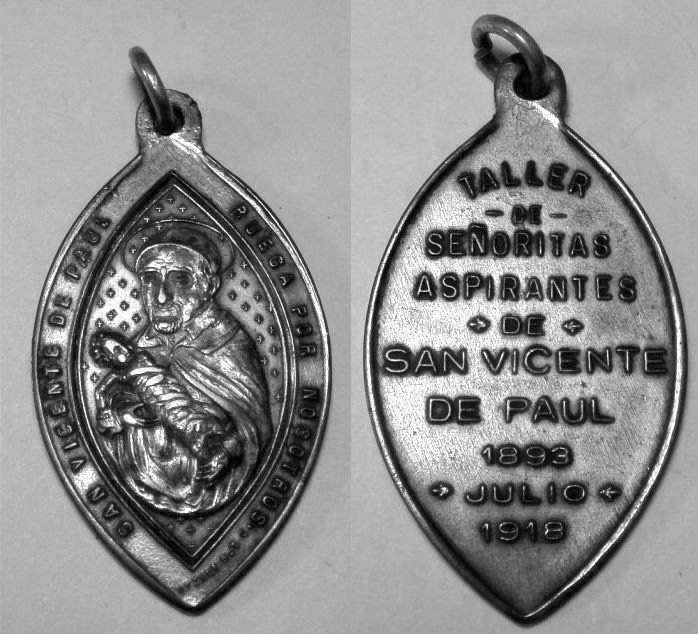 SAN VICENTE DE PAUL
RUEGA POR NOSOTROS
TALLER
- DE -
SEÑORITAS
ASPIRANTES
DE
SAN VICENTE
DE PAUL
1893
JULIO
1918